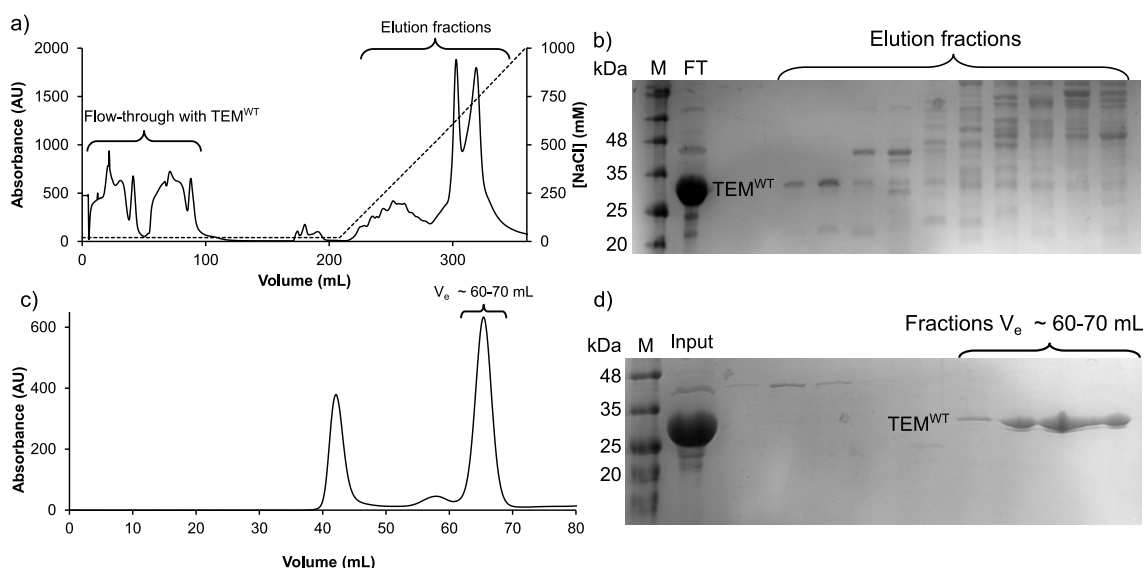 a)
Elution fractions
2000
1500
1000
500
0
Absorbance (AU)
Flow-through with TEMWT
1000
750
500
250
0
[NaCl] (mM)
0 100 200 300
Volume (mL)
b)
Elution fractions
kDa M FT
48
35
25
20
TEMWT
c)
Ve ~ 60-70 mL
600
400
200
0
Absorbance (AU)
0 10 20 30 40 50 60 70 80
Volume (mL)
d)
Fractions Ve ~ 60-70 mL
kDa M Input
48
35
25
20
TEMWT